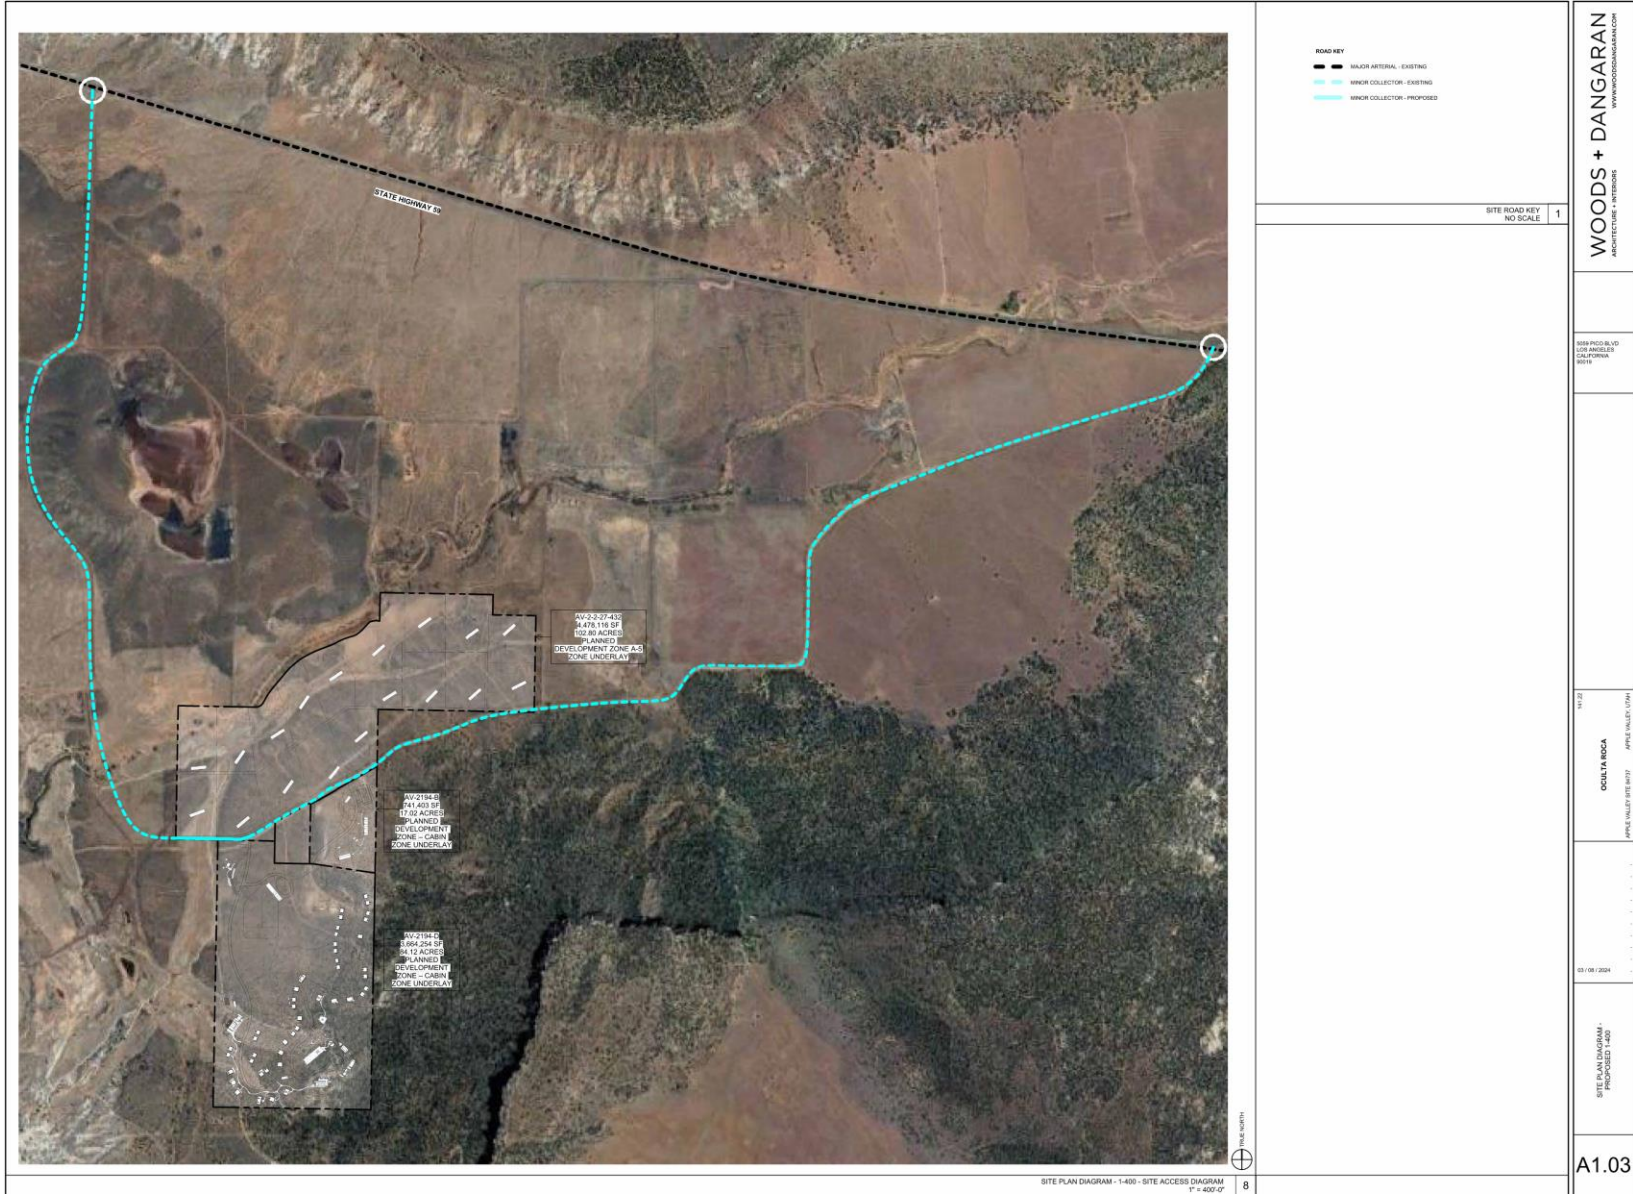 ROAD KEY
MAJOR ARTERIAL - EXISTING
MINOR COLLECTOR - EXISTING
MINOR COLLECTOR - PROPOSED
SITE ROAD KEY
NO SCALE
1
STATE HIGHWAY 59
AV-2-2-27-432
4,478,116 SF
102.80 ACRES
PLANNED
DEVELOPMENT ZONE A-5
ZONE UNDERLAY
AV-2194-B
741,403 SF
17.02 ACRES
PLANNED
DEVELOPMENT
ZONE – CABIN
ZONE UNDERLAY
AV-2194-D
3,664,254 SF
84.12 ACRES
PLANNED
DEVELOPMENT
ZONE – CABIN
ZONE UNDERLAY
TRUE NORTH
SITE PLAN DIAGRAM - 1-400 - SITE ACCESS DIAGRAM
1" = 400'-0"
8
WOODS + DANGARAN
ARCHITECTURE + INTERIORS
WWW.WOODSDANGARAN.COM
5059 PICO BLVD
LOS ANGELES
CALIFORNIA
90019
OCULTA ROCA
APPLE VALLEY SITE 84737
APPLE VALLEY, UTAH
03 / 08 / 2024
SITE PLAN DIAGRAM -
PROPOSED 1-400
A1.03